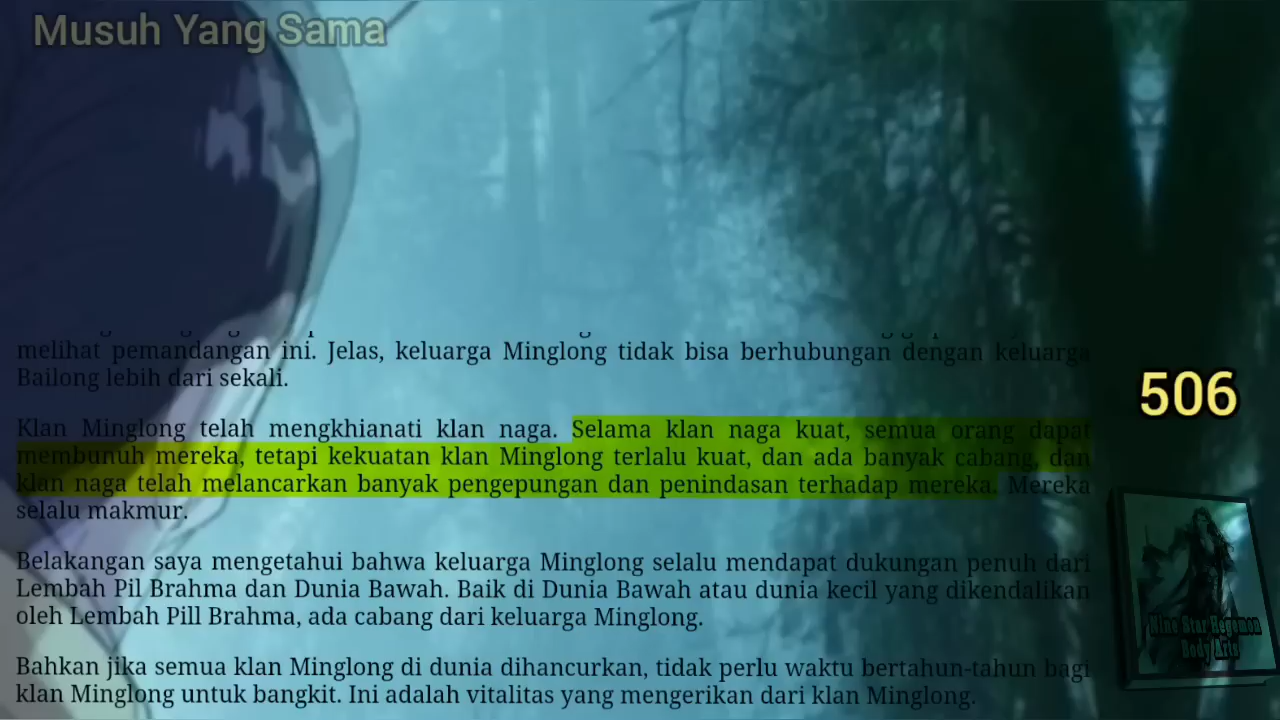 Musuh Yang Sama
melihat pemandangan ini. Jelas, keluarga Minglong tidak bisa berhubungan dengan keluarga
Bailong lebih dari sekali.
Klan Minglong telah mengkhianati klan naga. Selama klan naga kuat, semua orang dapat
membunuh mereka, tetapi kekuatan klan Minglong terlalu kuat, dan ada banyak cabang, dan
klan naga telah melancarkan banyak pengepungan dan penindasan terhadap mereka. Mereka
selalu makmur.
Belakangan saya mengetahui bahwa keluarga Minglong selalu mendapat dukungan penuh dari
Lembah Pil Brahma dan Dunia Bawah. Baik di Dunia Bawah atau dunia kecil yang dikendalikan
oleh Lembah Pill Brahma, ada cabang dari keluarga Minglong.
Bahkan jika semua klan Minglong di dunia dihancurkan, tidak perlu waktu bertahun-tahun bagi
klan Minglong untuk bangkit. Ini adalah vitalitas yang mengerikan dari klan Minglong.
506
Nine Star Hegemon
Body Arts